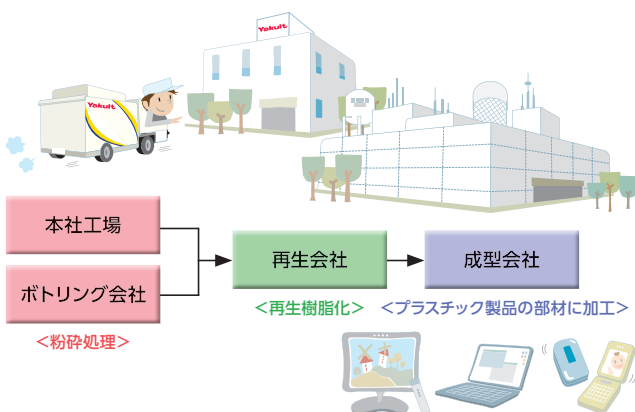 Yakult
Yakult
本社工場
ボトリング会社
<粉砕処理>
再生会社
<再生樹脂化>
成型会社
<プラスチック製品の部材に加工>